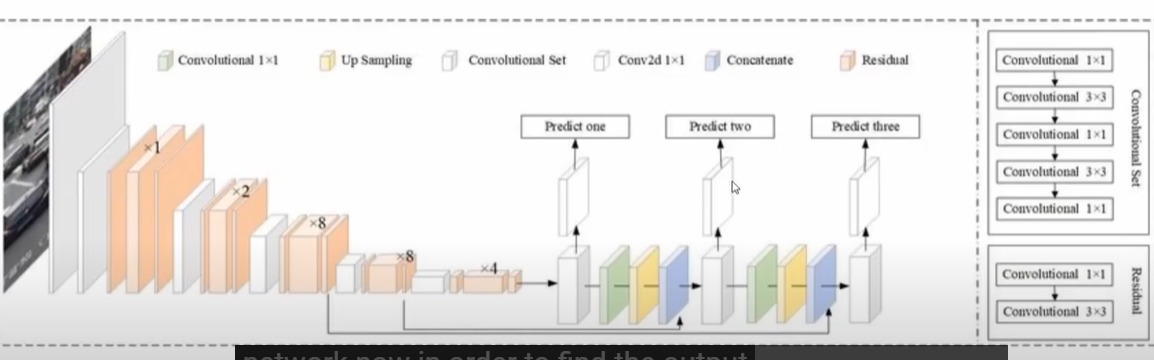 Convolutional 1×1
Up Sampling
Convolutional Set
Conv2d 1×1
Concatenate
Residual
×1
×2
×8
×8
×4
Predict one
Predict two
Predict three
Convolutional 1×1
Convolutional 3×3
Convolutional 1×1
Convolutional 3×3
Convolutional 1×1
Convolutional Set
Convolutional 1×1
Convolutional 3×3
Residual
network now in order to find the output